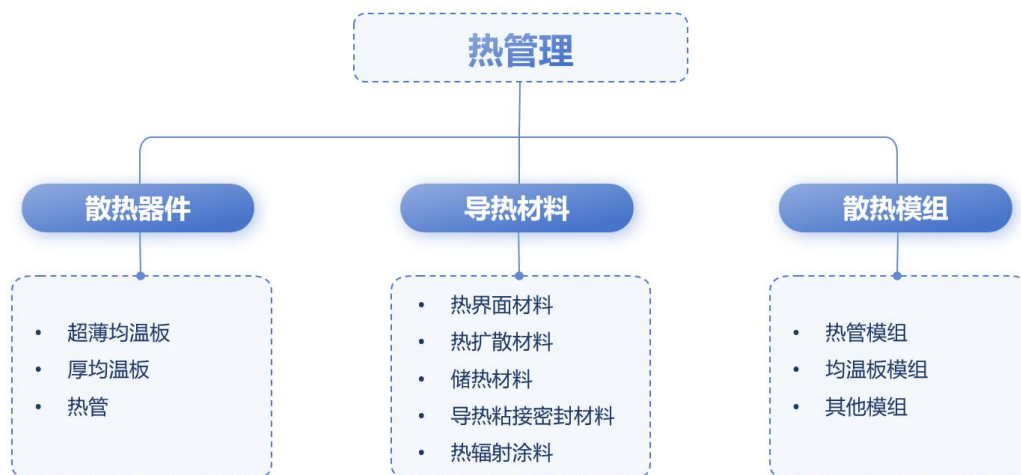 热管理
散热器件
导热材料
散热模组
• 超薄均温板
• 厚均温板
• 热管
• 热界面材料
• 热扩散材料
• 储热材料
• 导热粘接密封材料
• 热辐射涂料
• 热管模组
• 均温板模组
• 其他模组